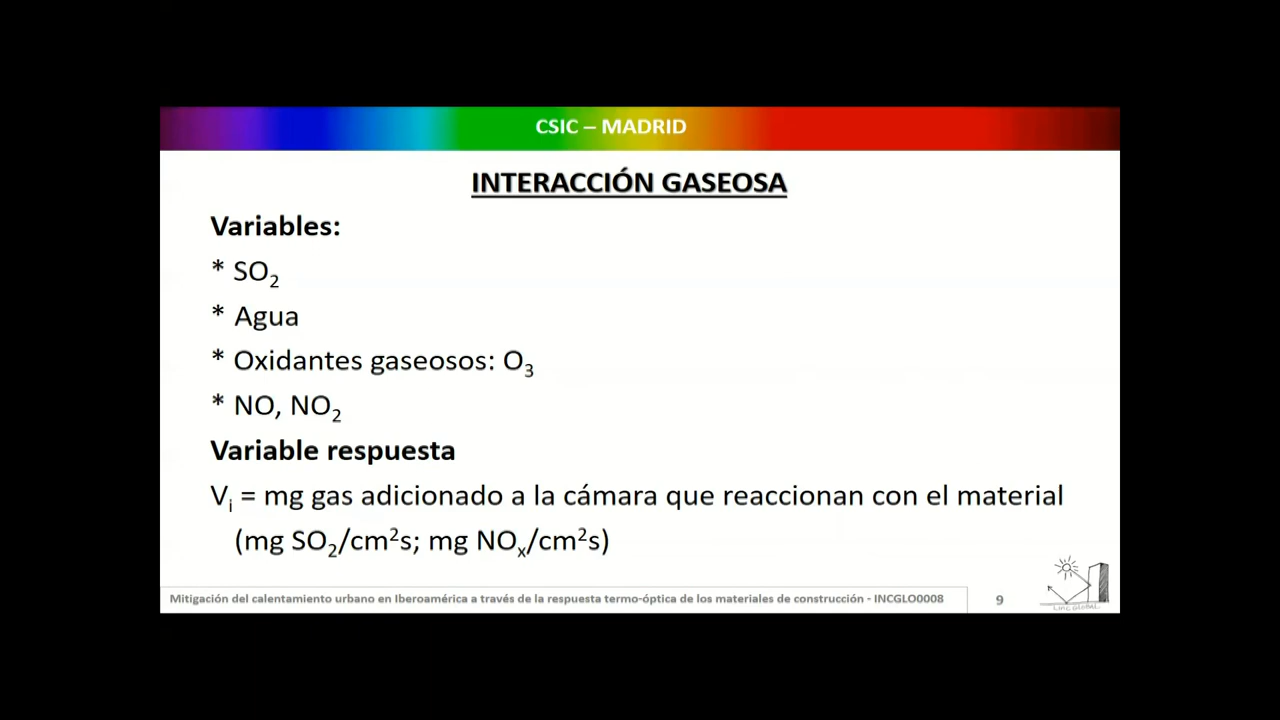 CSIC – MADRID
INTERACCIÓN GASEOSA
Variables:
* SO₂
* Agua
* Oxidantes gaseosos: O₃
* NO, NO₂
Variable respuesta
Vᵢ = mg gas adicionado a la cámara que reaccionan con el material
(mg SO₂/cm²s; mg NOₓ/cm²s)
Mitigación del calentamiento urbano en Iberoamérica a través de la respuesta termo-óptica de los materiales de construcción - INCGLO0008
9
LINC GLOBAL